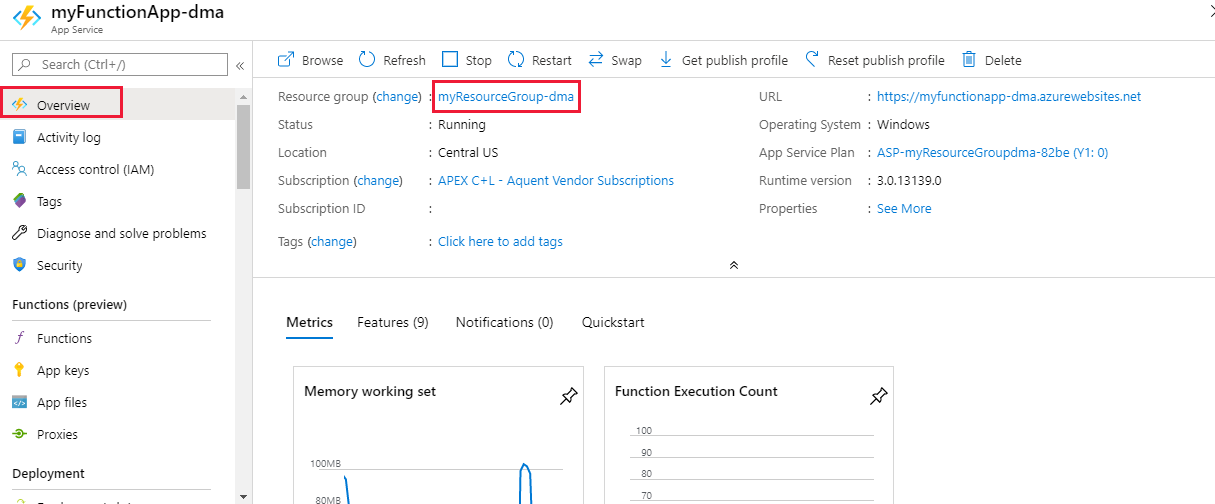 myFunctionApp-dma
App Service
Search (Ctrl+/)
«
Overview
Activity log
Access control (IAM)
Tags
Diagnose and solve problems
Security
Functions (preview)
Functions
App keys
App files
Proxies
Deployment
Browse Refresh Stop Restart Swap Get publish profile Reset publish profile Delete
Resource group (change) : myResourceGroup-dma
Status : Running
Location : Central US
Subscription (change) : APEX C+L - Aquent Vendor Subscriptions
Subscription ID :
Tags (change) : Click here to add tags
URL : https://myfunctionapp-dma.azurewebsites.net
Operating System : Windows
App Service Plan : ASP-myResourceGroupdma-82be (Y1: 0)
Runtime version : 3.0.13139.0
Properties : See More
Metrics Features (9) Notifications (0) Quickstart
Memory working set
100MB
80MB
Function Execution Count
100
90
80
70